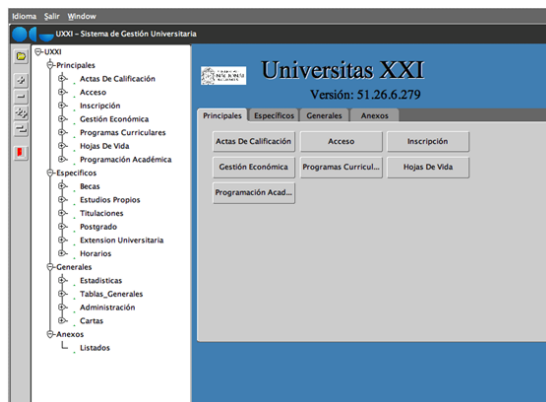 Idioma Salir Window
UXXI - Sistema de Gestión Universitaria
UXXI
Principales
Actas De Calificación
Acceso
Inscripción
Gestión Económica
Programas Curriculares
Hojas De Vida
Programación Académica
Especificos
Becas
Estudios Propios
Titulaciones
Postgrado
Extension Universitaria
Horarios
Generales
Estadisticas
Tablas_Generales
Administración
Cartas
Anexos
Listados
Universitas XXI
Versión: 51.26.6.279
Principales Específicos Generales Anexos
Actas De Calificación Acceso Inscripción
Gestión Económica Programas Curricul... Hojas De Vida
Programación Acad...